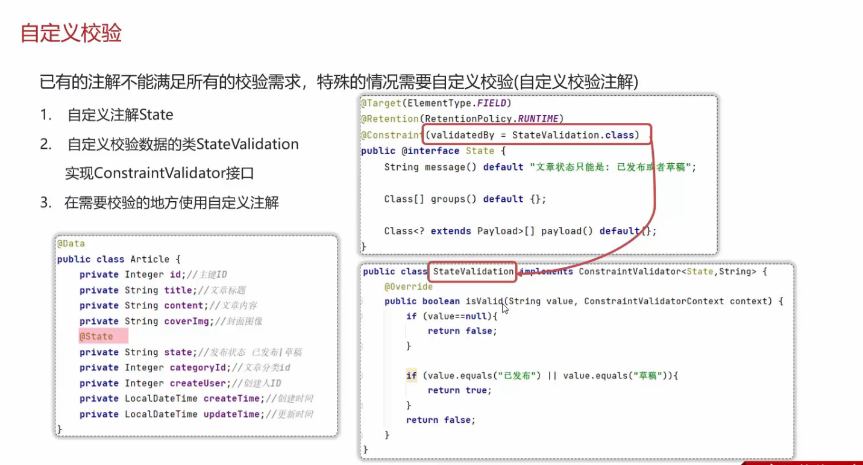 自定义校验
已有的注解不能满足所有的校验需求，特殊的情况需要自定义校验(自定义校验注解)
1. 自定义注解State
2. 自定义校验数据的类StateValidation
实现ConstraintValidator接口
3. 在需要校验的地方使用自定义注解
@Target(ElementType.FIELD)
@Retention(RetentionPolicy.RUNTIME)
@Constraint(validatedBy = StateValidation.class)
public @interface State {
String message() default "文章状态只能是: 已发布或者草稿";
Class[] groups() default {};
Class<? extends Payload>[] payload() default{};
}
@Data
public class Article {
private Integer id;//主键ID
private String title;//文章标题
private String content;//文章内容
private String coverImg;//封面图像
@State
private String state;//发布状态 已发布|草稿
private Integer categoryId;//文章分类id
private Integer createUser;//创建人ID
private LocalDateTime createTime;//创建时间
private LocalDateTime updateTime;//更新时间
}
public class StateValidation implements ConstraintValidator<State,String> {
@Override
public boolean isValid(String value, ConstraintValidatorContext context) {
if (value==null){
return false;
}
if (value.equals("已发布") || value.equals("草稿")){
return true;
}
return false;
}
}